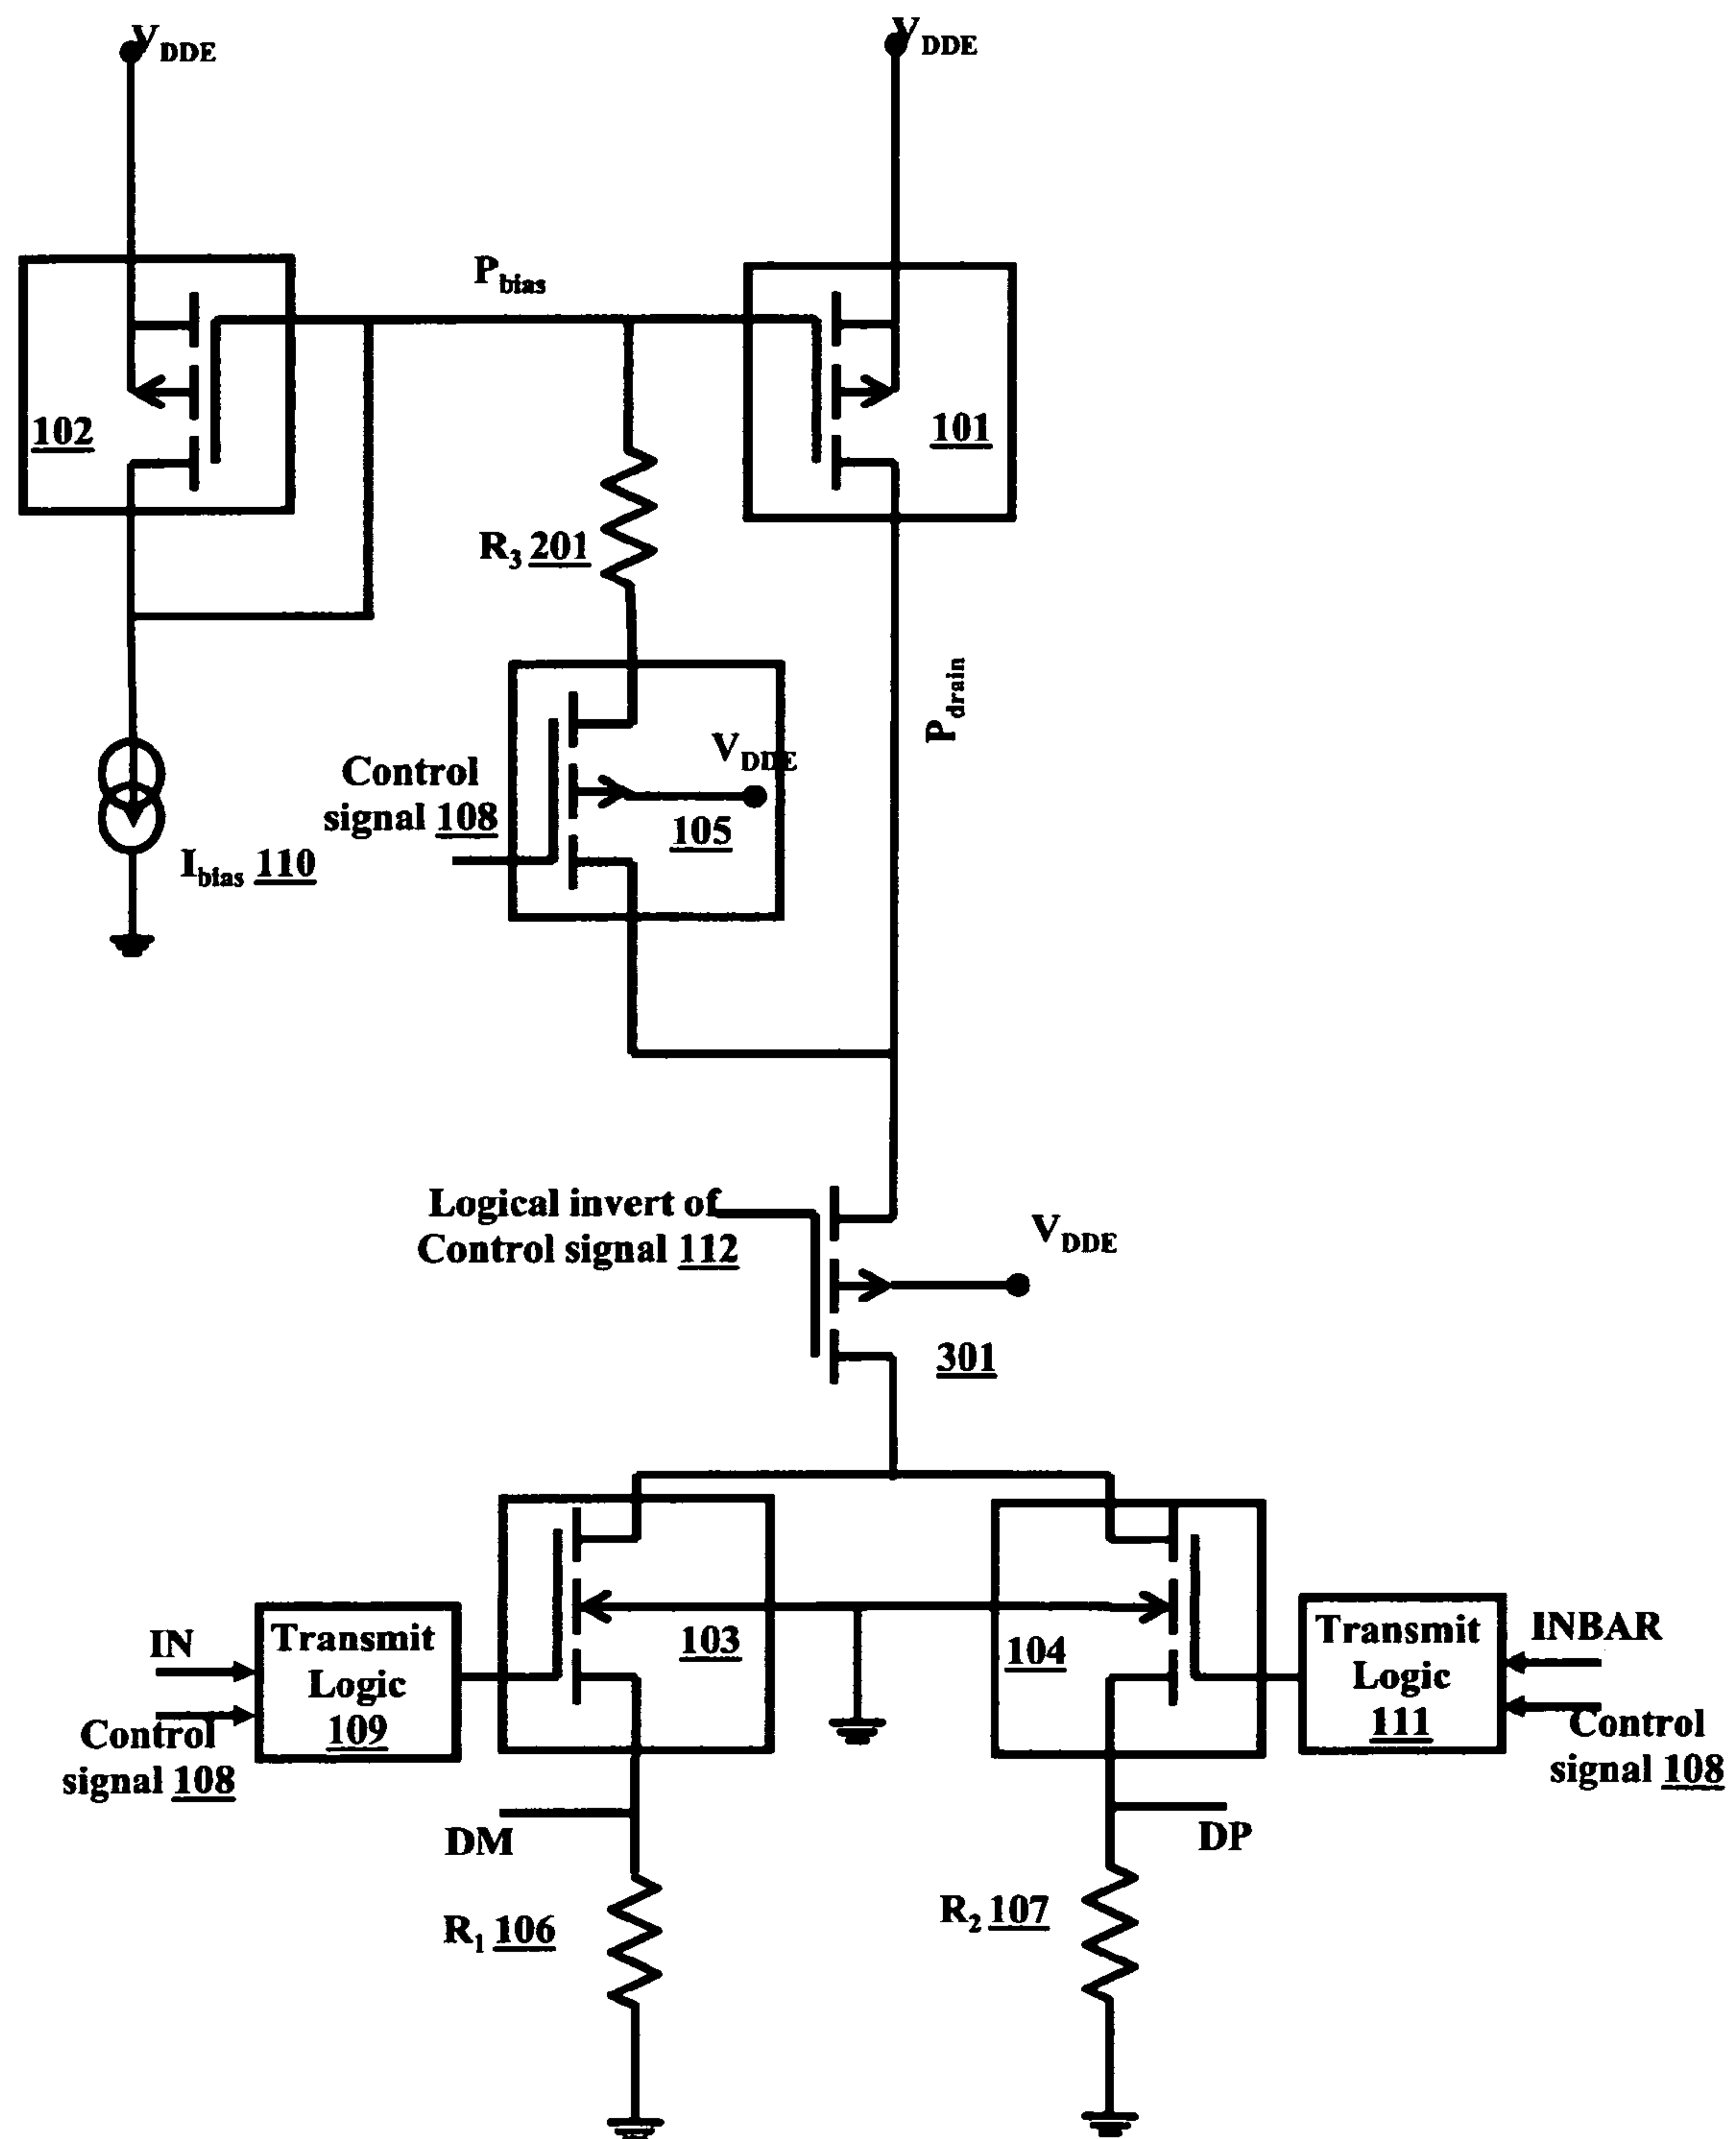 VDDE
VDDE
Pbias
102
101
R3 201
Pdrain
VDDE
Control
signal 108
105
Ibias 110
Logical invert of
Control signal 112
VDDE
301
IN
Control
signal 108
Transmit
Logic
109
103
104
Transmit
Logic
111
INBAR
Control
signal 108
DM
DP
R1 106
R2 107